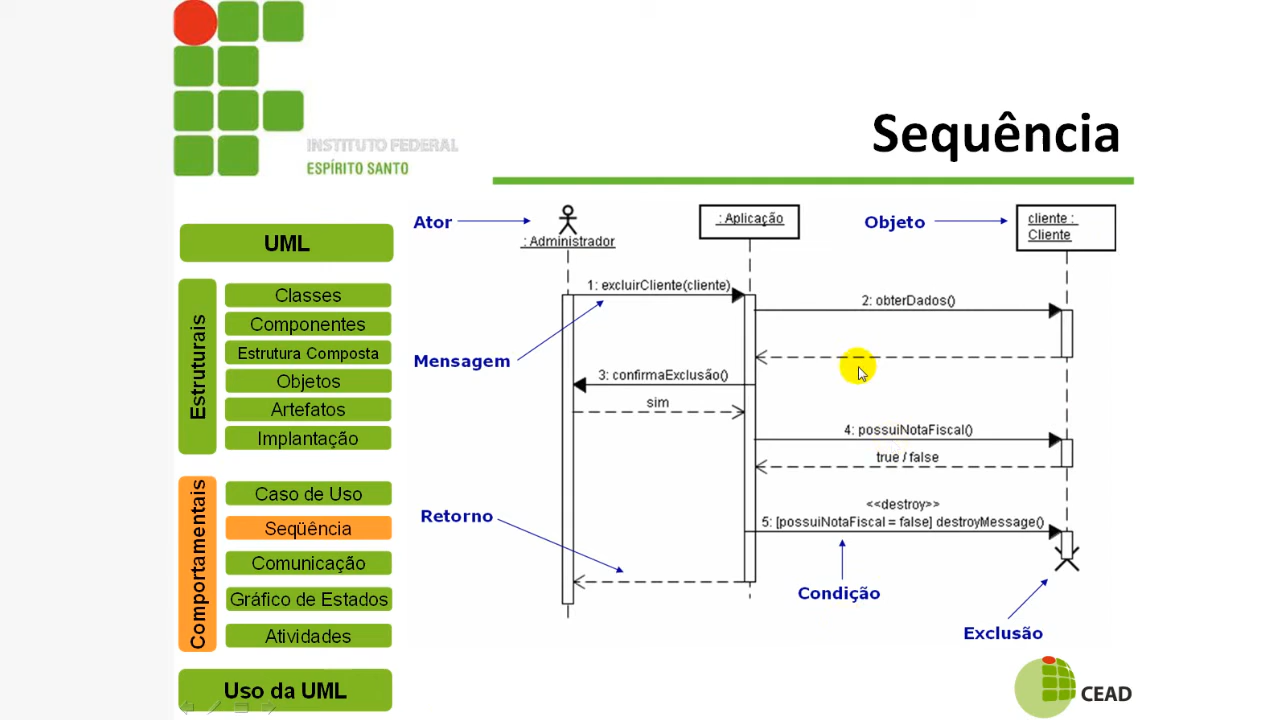 INSTITUTO FEDERAL
ESPÍRITO SANTO
Sequência
UML
Estruturais
Classes
Componentes
Estrutura Composta
Objetos
Artefatos
Implantação
Comportamentais
Caso de Uso
Seqüência
Comunicação
Gráfico de Estados
Atividades
Uso da UML
Ator
: Administrador
: Aplicação
Objeto
cliente :
Cliente
1: excluirCliente(cliente)
2: obterDados()
Mensagem
3: confirmaExclusão()
sim
4: possuiNotaFiscal()
true / false
<<destroy>>
5: [possuiNotaFiscal = false] destroyMessage()
Retorno
Condição
Exclusão
CEAD